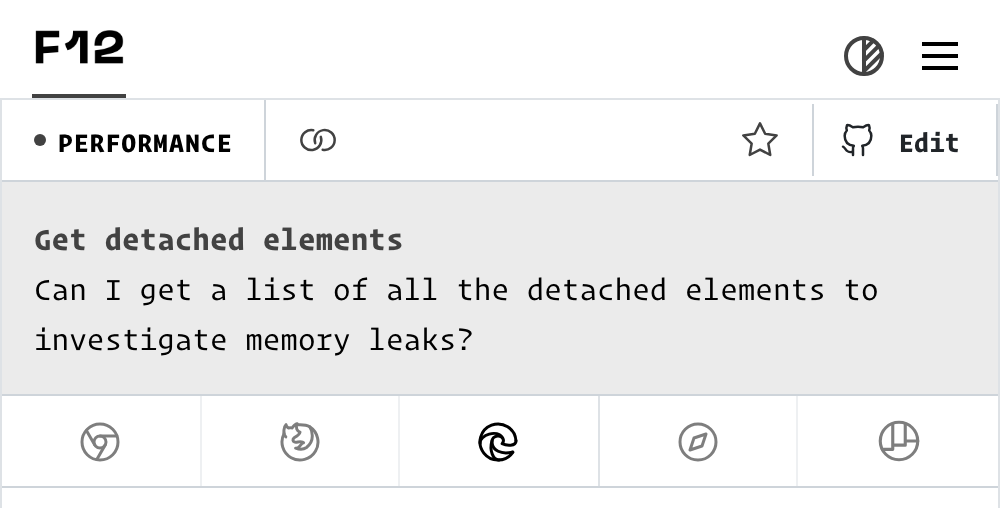 F12
PERFORMANCE
Edit
Get detached elements
Can I get a list of all the detached elements to
investigate memory leaks?